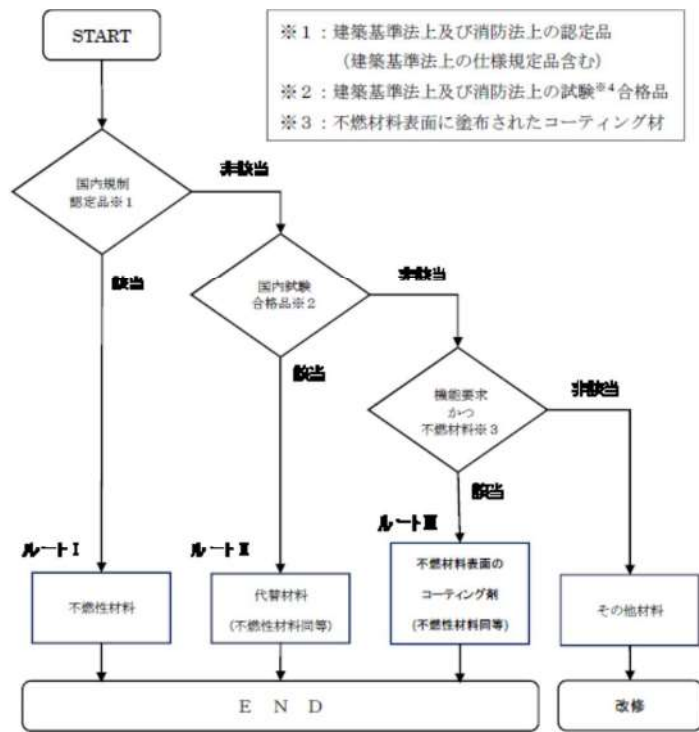 START
※1：建築基準法上及び消防法上の認定品
（建築基準法上の仕様規定品含む）
※2：建築基準法上及び消防法上の試験※4合格品
※3：不燃材料表面に塗布されたコーティング材
国内規制
認定品※1
非該当
該当
国内試験
合格品※2
非該当
該当
機能要求
かつ
不燃材料※3
非該当
該当
ルートⅠ
ルートⅡ
ルートⅢ
不燃性材料
代替材料
(不燃性材料同等)
不燃材料表面の
コーティング剤
(不燃性材料同等)
その他材料
E N D
改修